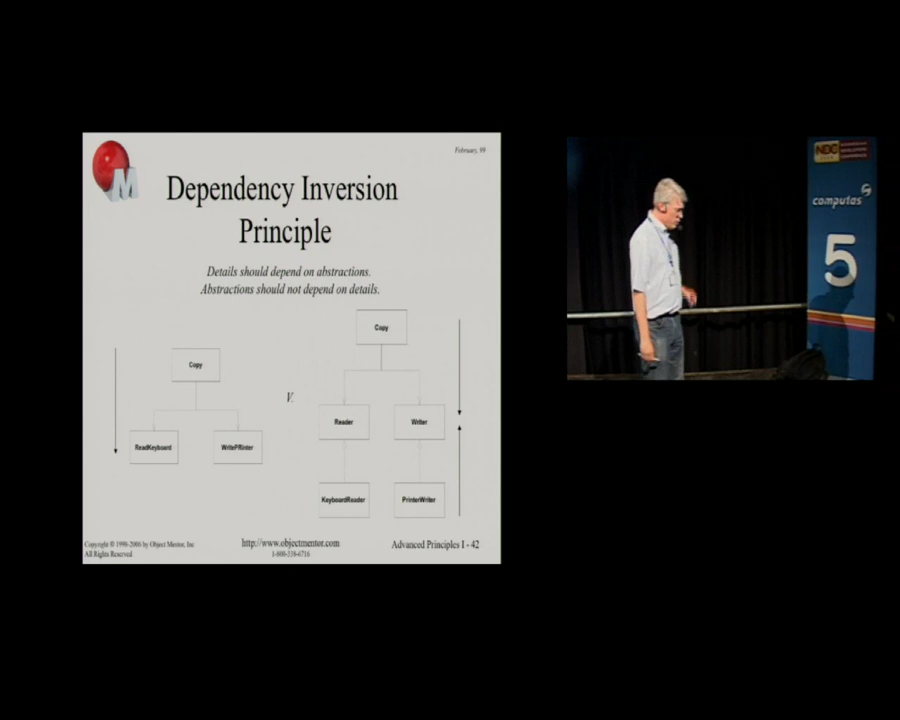 February, 99
M
Dependency Inversion
Principle
Details should depend on abstractions.
Abstractions should not depend on details.
Copy
ReadKeyboard
WritePRinter
V.
Copy
Reader
Writer
KeyboardReader
PrinterWriter
Copyright © 1998-2006 by Object Mentor, Inc
All Rights Reserved
http://www.objectmentor.com
Advanced Principles I - 42
computas
5